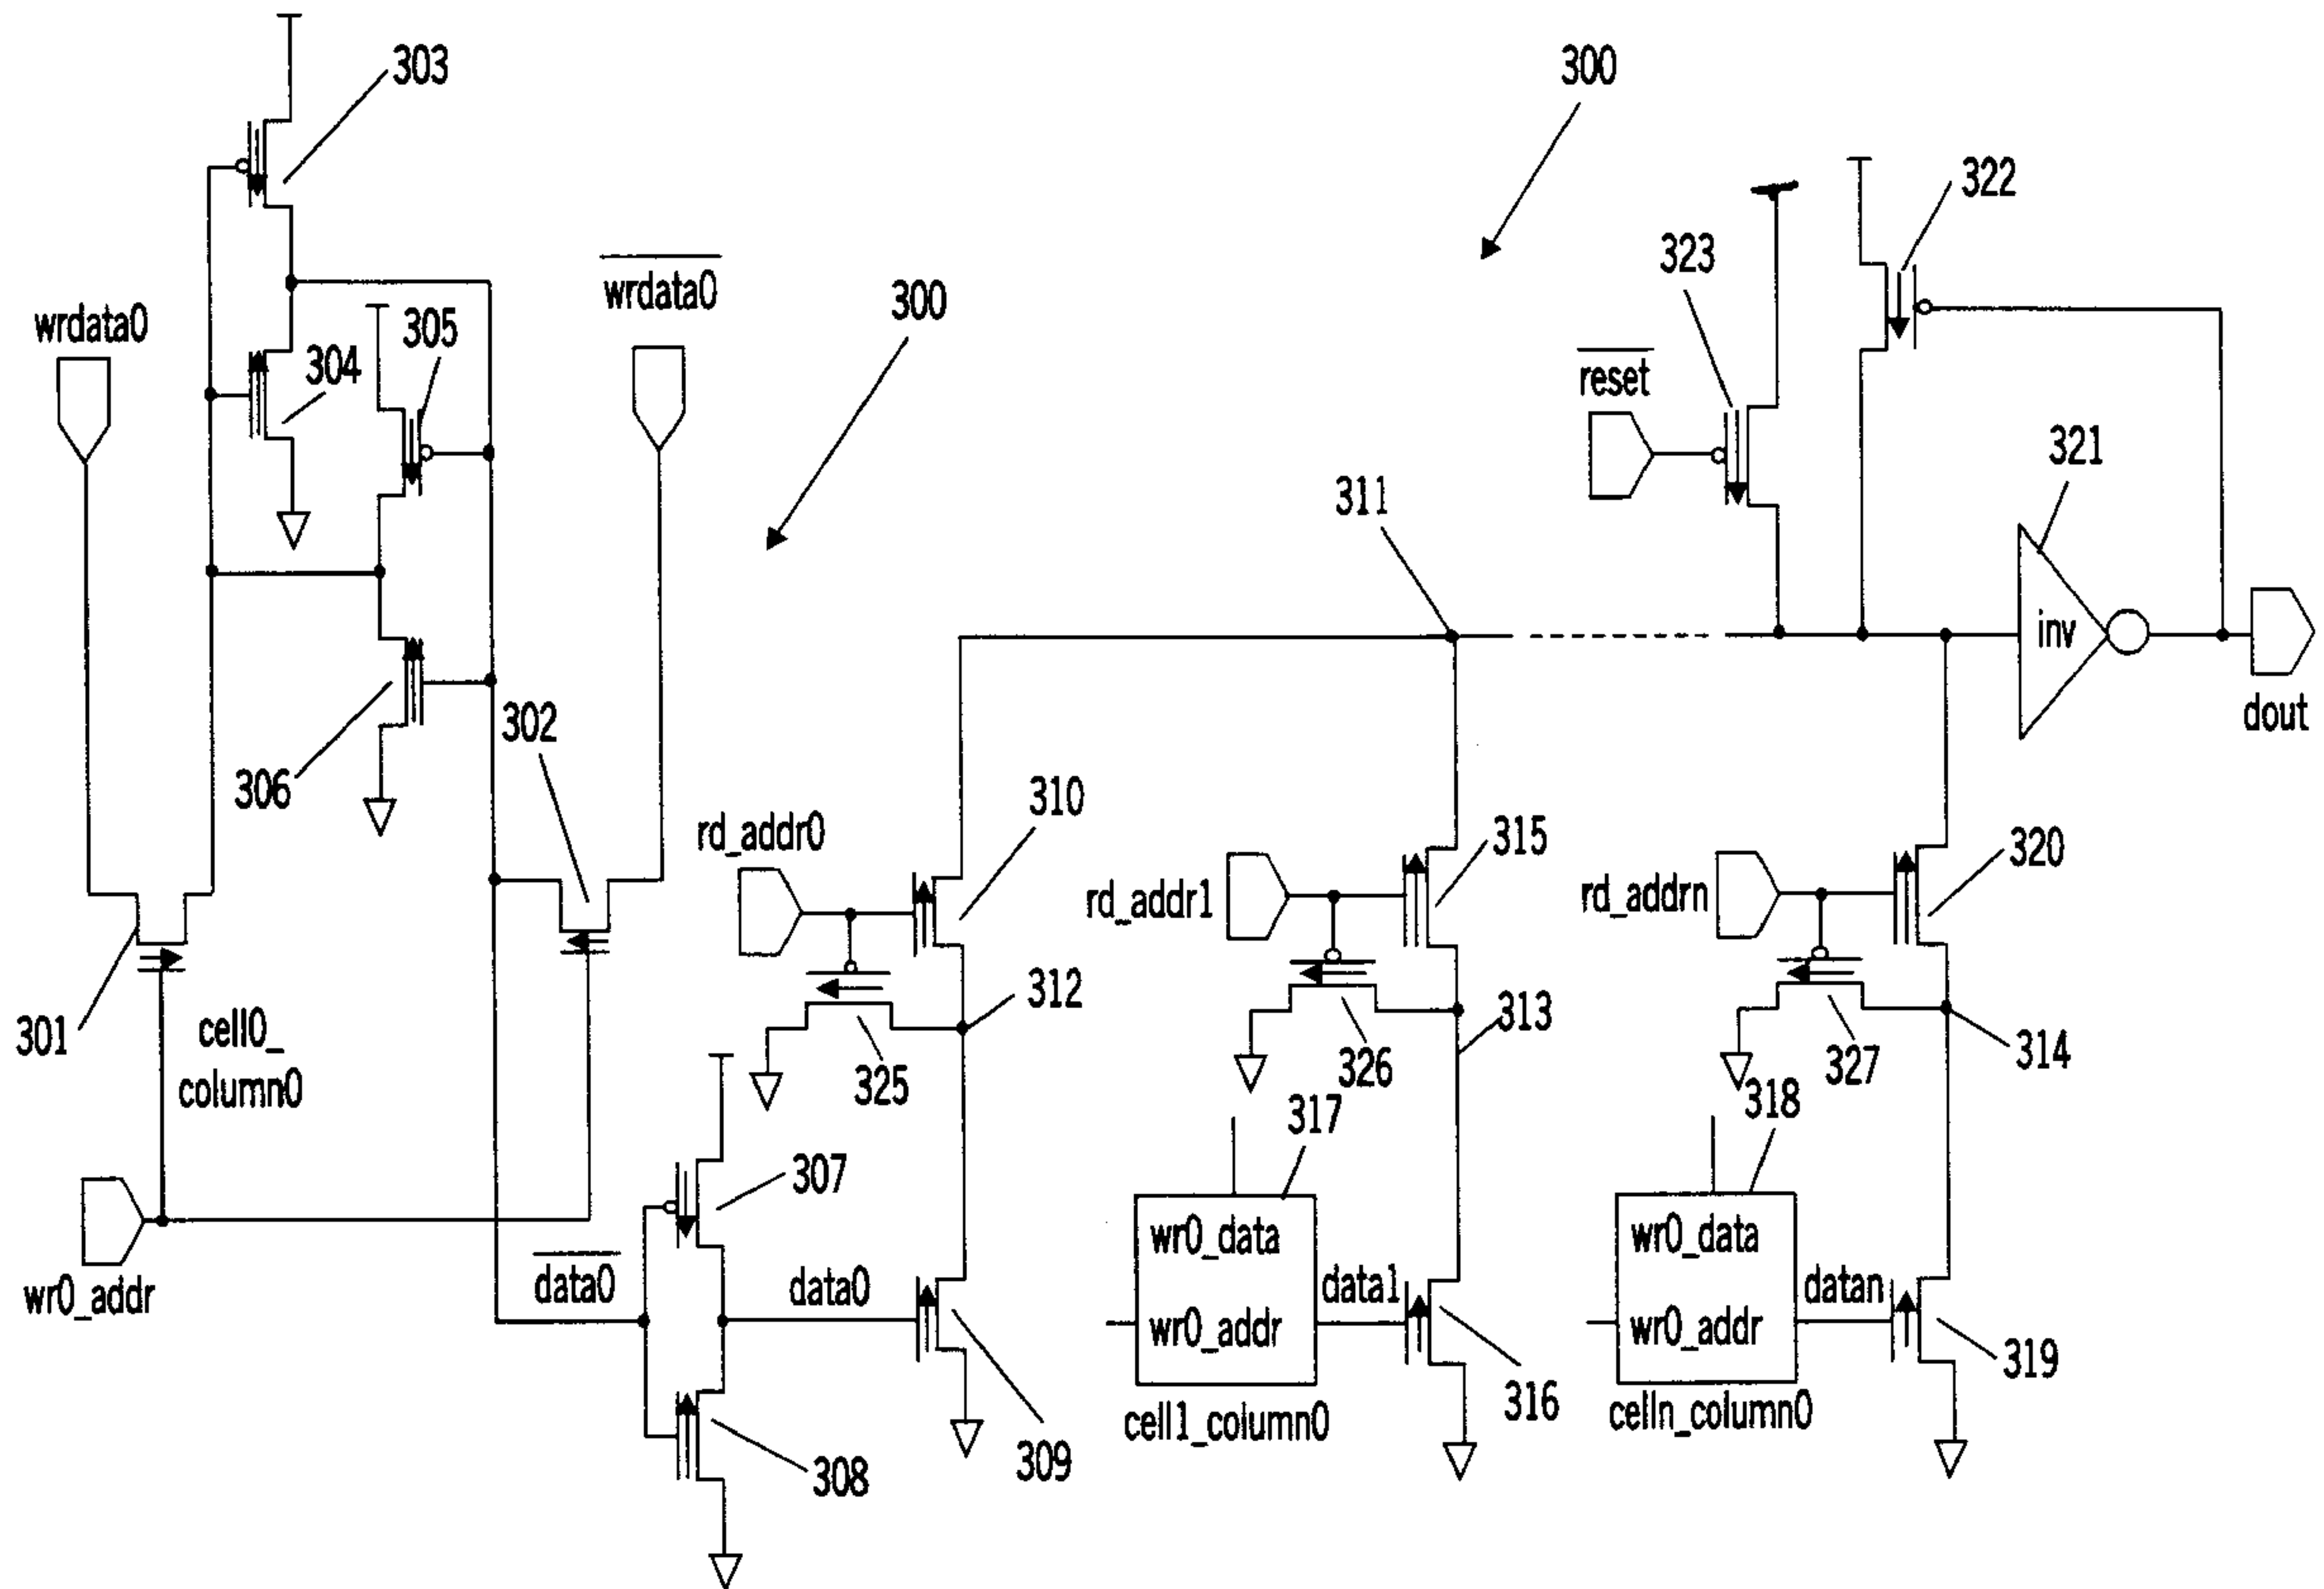 303
300
322
323
wrdata0
wrdata0
300
305
304
reset
321
311
inv
dout
302
306
310
rd_addr0
315
rd_addr1
320
rd_addrn
312
313
314
301
cell0_
column0
325
326
327
317
318
307
wr0_data
wr0_data
data0
data0
data1
datan
wr0_addr
wr0_addr
wr0_addr
309
316
319
cell1_column0
celln_column0
308